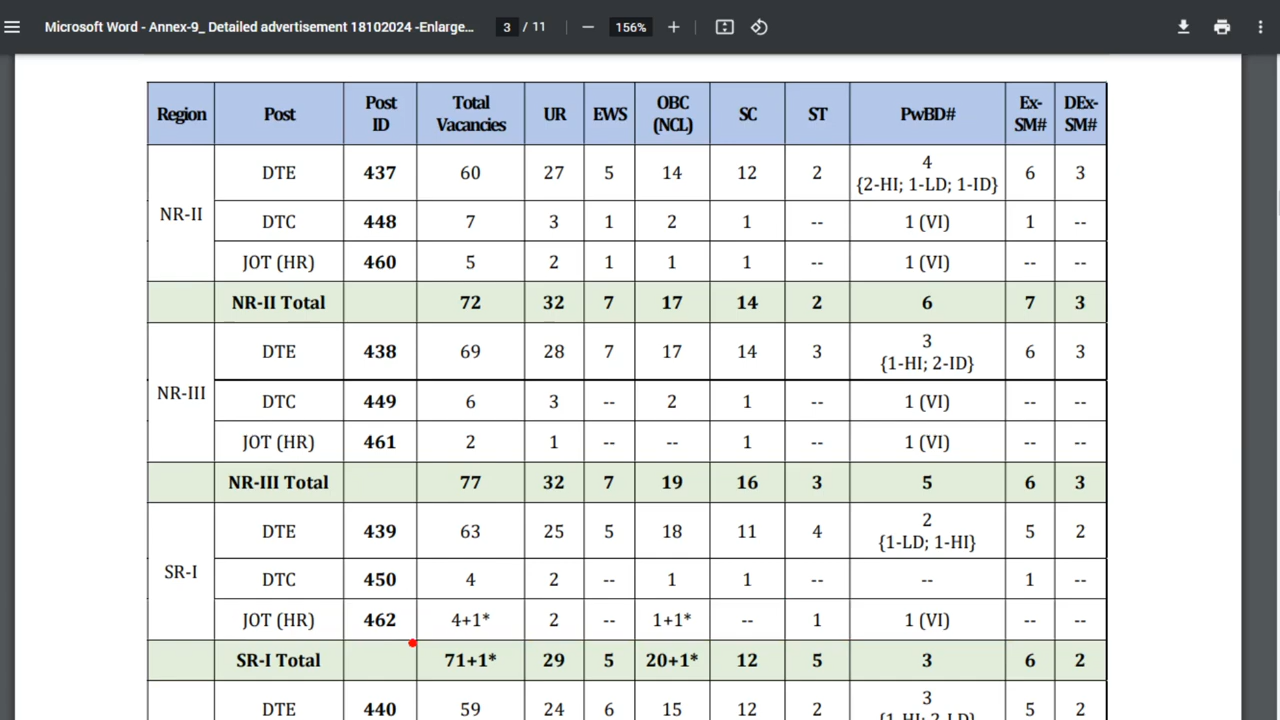 Microsoft Word - Annex-9_ Detailed advertisement 18102024 -Enlarge... 3 / 11 156%
Region Post Post ID Total Vacancies UR EWS OBC (NCL) SC ST PwBD# Ex-SM# DEx-SM#
NR-II
DTE 437 60 27 5 14 12 2 4 {2-HI; 1-LD; 1-ID} 6 3
DTC 448 7 3 1 2 1 -- 1 (VI) 1 --
JOT (HR) 460 5 2 1 1 1 -- 1 (VI) -- --
NR-II Total 72 32 7 17 14 2 6 7 3
NR-III
DTE 438 69 28 7 17 14 3 3 {1-HI; 2-ID} 6 3
DTC 449 6 3 -- 2 1 -- 1 (VI) -- --
JOT (HR) 461 2 1 -- -- 1 -- 1 (VI) -- --
NR-III Total 77 32 7 19 16 3 5 6 3
SR-I
DTE 439 63 25 5 18 11 4 2 {1-LD; 1-HI} 5 2
DTC 450 4 2 -- 1 1 -- -- 1 --
JOT (HR) 462 4+1* 2 -- 1+1* -- 1 1 (VI) -- --
SR-I Total 71+1* 29 5 20+1* 12 5 3 6 2
DTE 440 59 24 6 15 12 2 3 5 2